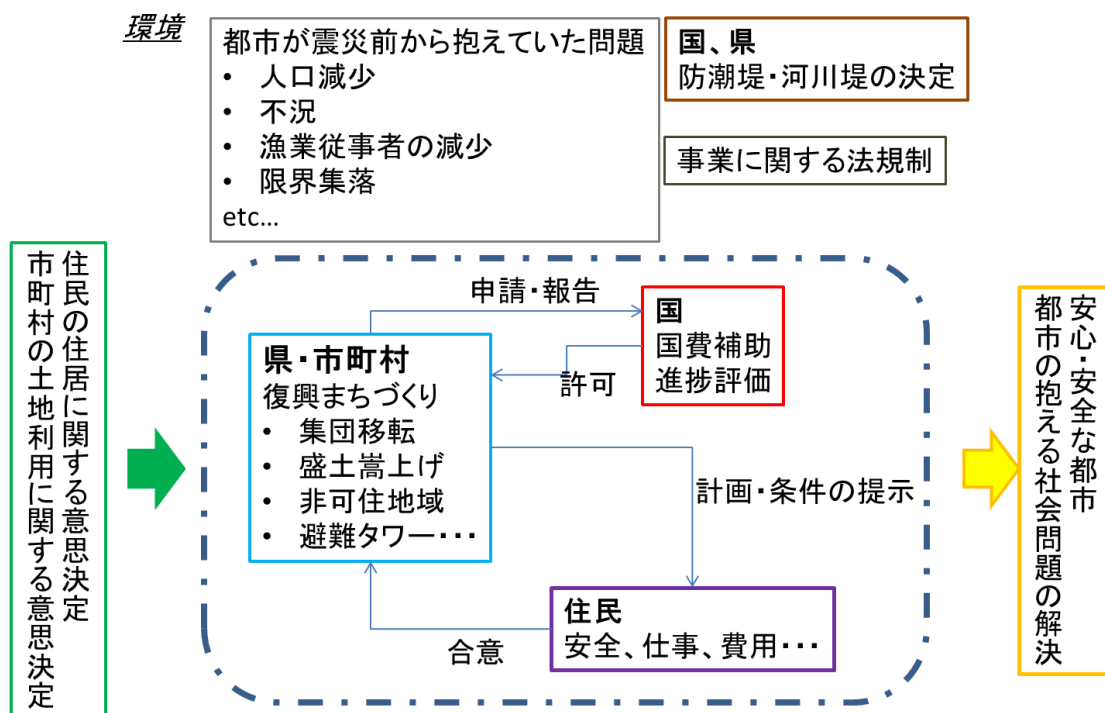 環境
都市が震災前から抱えていた問題
• 人口減少
• 不況
• 漁業従事者の減少
• 限界集落
etc...
国、県
防潮堤・河川堤の決定
事業に関する法規制
住民の住居に関する意思決定
市町村の土地利用に関する意思決定
申請・報告
国
国費補助
進捗評価
許可
県・市町村
復興まちづくり
• 集団移転
• 盛土嵩上げ
• 非可住地域
• 避難タワー・・・
計画・条件の提示
住民
安全、仕事、費用・・・
合意
安心・安全な都市
都市の抱える社会問題の解決